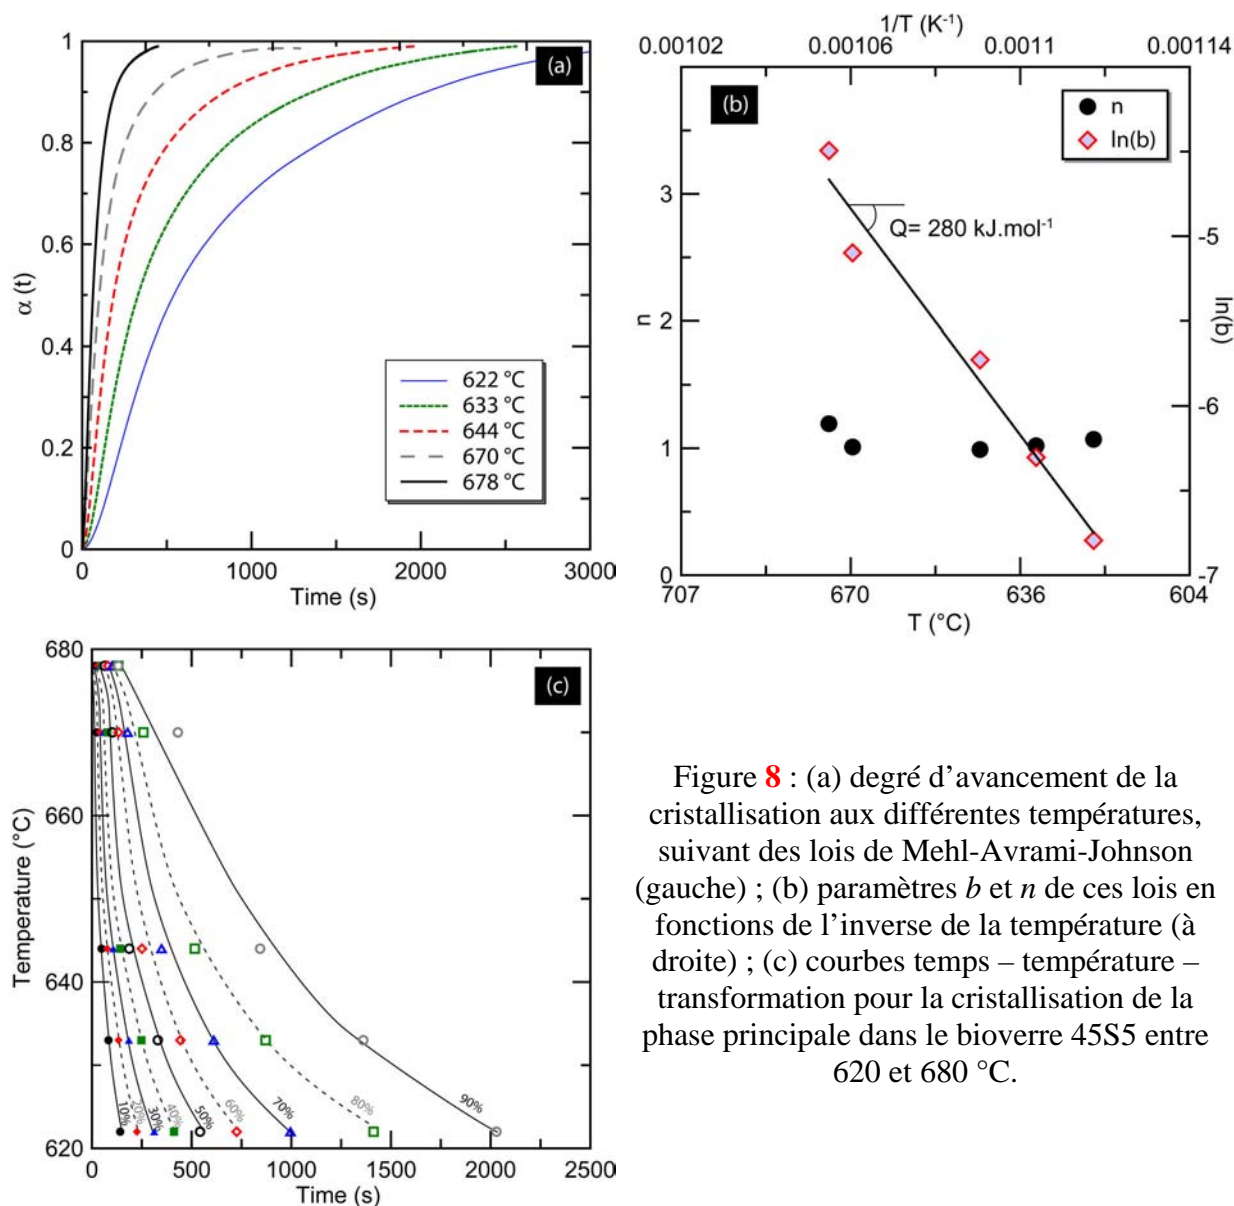 1
0.8
0.6
0.4
0.2
0
α (t)
(a)
622 °C
633 °C
644 °C
670 °C
678 °C
0 1000 2000 3000
Time (s)
1/T (K-1)
0.00102 0.00106 0.0011 0.00114
(b)
n
ln(b)
3
2
1
0
n
Q= 280 kJ.mol-1
-5
-6
-7
ln(b)
707 670 636 604
T (°C)
680
660
640
620
Temperature (°C)
(c)
10%
20%
30%
40%
50%
60%
70%
80%
90%
0 500 1000 1500 2000 2500
Time (s)
Figure 8 : (a) degré d’avancement de la
cristallisation aux différentes températures,
suivant des lois de Mehl-Avrami-Johnson
(gauche) ; (b) paramètres b et n de ces lois en
fonctions de l’inverse de la température (à
droite) ; (c) courbes temps – température –
transformation pour la cristallisation de la
phase principale dans le bioverre 45S5 entre
620 et 680 °C.